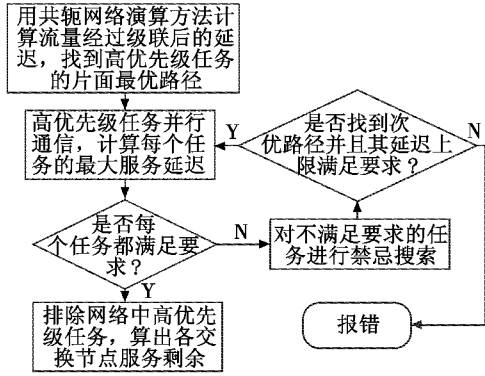 用共轭网络演算方法计
算流量经过级联后的延
迟，找到高优先级任务
的片面最优路径
高优先级任务并行
通信，计算每个任
务的最大服务延迟
Y
是否找到次
优路径并且其延迟上
限满足要求？
N
是否每
个任务都满足要
求？
N
对不满足要求的任
务进行禁忌搜索
Y
排除网络中高优先
级任务，算出各交
换节点服务剩余
报错